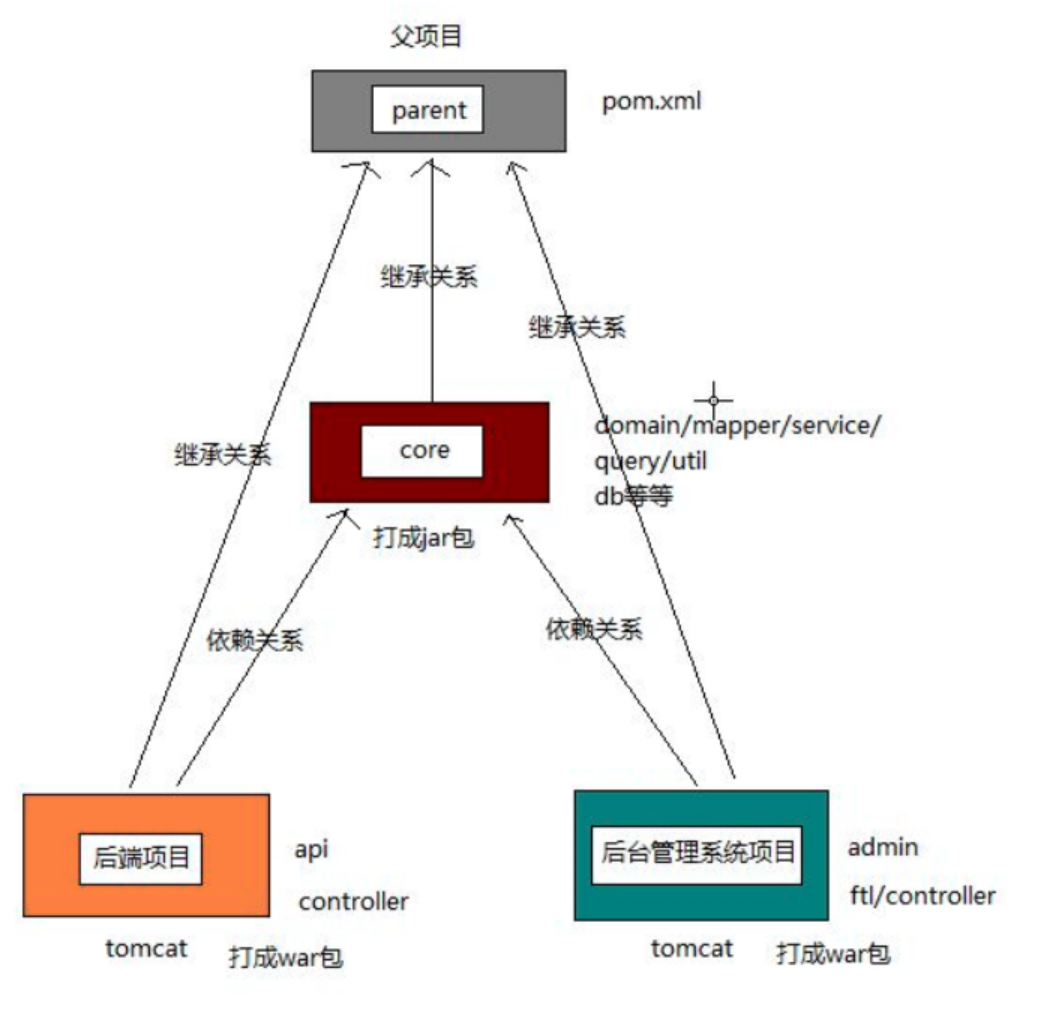 父项目
parent
pom.xml
继承关系
继承关系
domain/mapper/service/
query/util
db等等
继承关系
core
打成jar包
依赖关系
依赖关系
后端项目
api
controller
tomcat
打成war包
后台管理系统项目
admin
ftl/controller
tomcat
打成war包